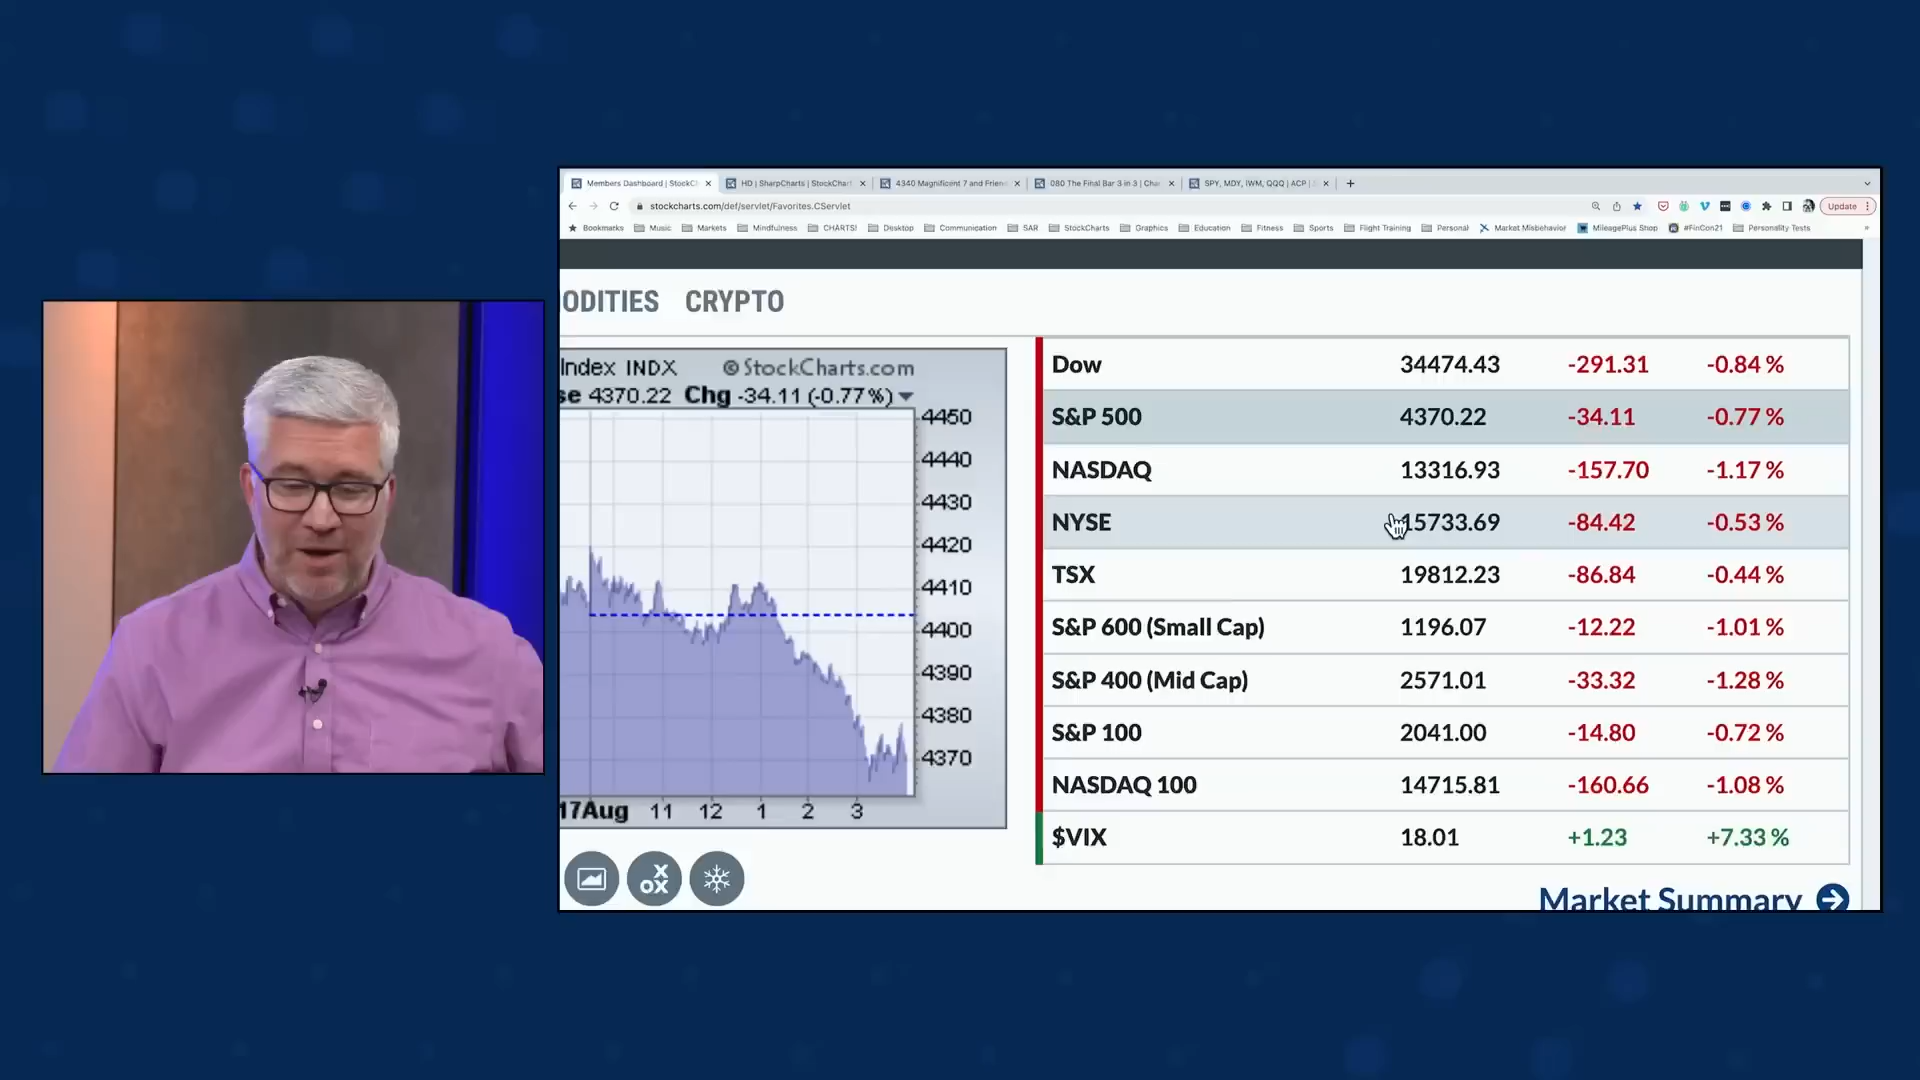 Members Dashboard | StockCh
HD | SharpCharts | StockChart
4340 Magnificent 7 and Frien
080 The Final Bar 3 in 3 | Cha
SPY, MDY, IWM, QQQ | ACP |
stockcharts.com/def/servlet/Favorites.CServlet
Update
Bookmarks Music Markets Mindfulness CHARTS! Desktop Communication SAR StockCharts Graphics Education Fitness Sports Flight Training Personal Market Misbehavior MileagePlus Shop #FinCon21 Personality Tests
ODITIES CRYPTO
Index INDX © StockCharts.com
se 4370.22 Chg -34.11 (-0.77%)
4450
4440
4430
4420
4410
4400
4390
4380
4370
17Aug 11 12 1 2 3
Dow 34474.43 -291.31 -0.84 %
S&P 500 4370.22 -34.11 -0.77 %
NASDAQ 13316.93 -157.70 -1.17 %
NYSE 15733.69 -84.42 -0.53 %
TSX 19812.23 -86.84 -0.44 %
S&P 600 (Small Cap) 1196.07 -12.22 -1.01 %
S&P 400 (Mid Cap) 2571.01 -33.32 -1.28 %
S&P 100 2041.00 -14.80 -0.72 %
NASDAQ 100 14715.81 -160.66 -1.08 %
$VIX 18.01 +1.23 +7.33 %
X
OX
Market Summary